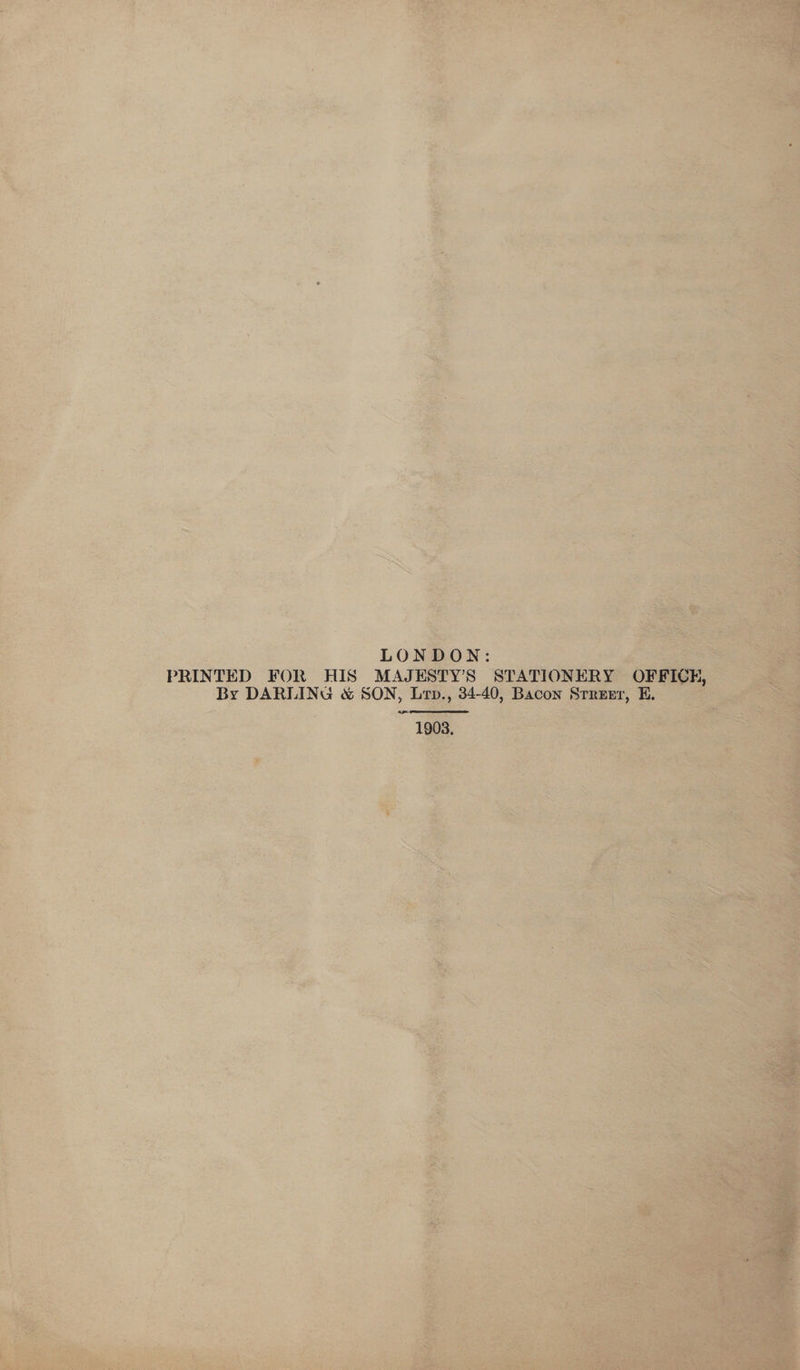 LONDON:
PRINTED FOR HIS MAJESTY'S STATIONERY OFFICE,
By DARLING & SON, Ltd., 34-40, Bacon Street, E.
1903.